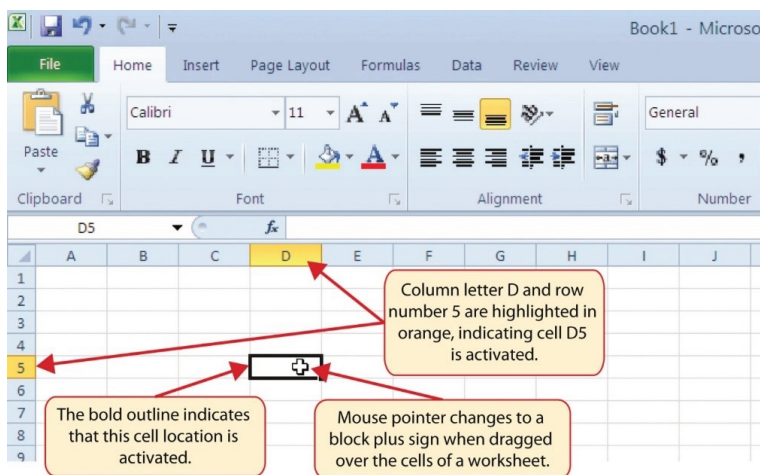 Book1 - Microso
File Home Insert Page Layout Formulas Data Review View
Calibri 11 A A General
Paste B I U A $ % ,
Clipboard Font Alignment Number
D5 fx
A B C D E F G H I J
1
2
3
4
5
6
7
8
9
Column letter D and row
number 5 are highlighted in
orange, indicating cell D5
is activated.
The bold outline indicates
that this cell location is
activated.
Mouse pointer changes to a
block plus sign when dragged
over the cells of a worksheet.